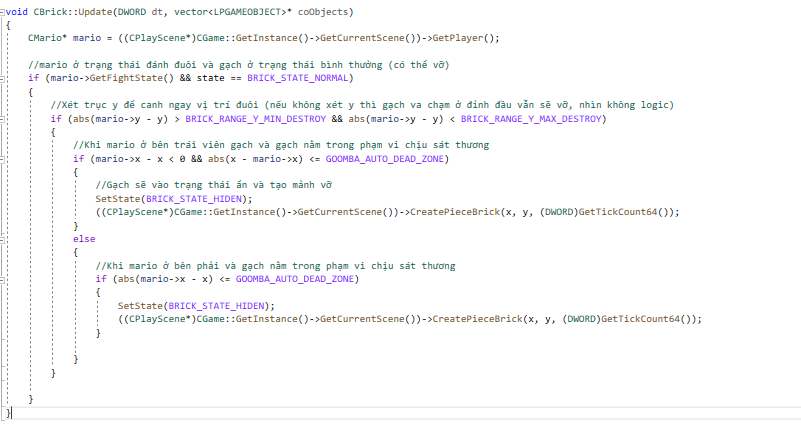 void CBrick::Update(DWORD dt, vector<LPGAMEOBJECT>* coObjects)
{
CMario* mario = ((CPlayScene*)CGame::GetInstance()->GetCurrentScene())->GetPlayer();
//mario ở trạng thái đánh đuôi và gạch ở trạng thái bình thường (có thể vỡ)
if (mario->GetFightState() && state == BRICK_STATE_NORMAL)
{
//Xét trục y để canh ngay vị trí đuôi (nếu không xét y thì gạch va chạm ở đỉnh đầu vẫn sẽ vỡ, nhìn không logic)
if (abs(mario->y - y) > BRICK_RANGE_Y_MIN_DESTROY && abs(mario->y - y) < BRICK_RANGE_Y_MAX_DESTROY)
{
//Khi mario ở bên trái viên gạch và gạch nằm trong phạm vi chịu sát thương
if (mario->x - x < 0 && abs(x - mario->x) <= GOOMBA_AUTO_DEAD_ZONE)
{
//Gạch sẽ vào trạng thái ẩn và tạo mảnh vỡ
SetState(BRICK_STATE_HIDEN);
((CPlayScene*)CGame::GetInstance()->GetCurrentScene())->CreatePieceBrick(x, y, (DWORD)GetTickCount64());
}
else
{
//Khi mario ở bên phải và gạch nằm trong phạm vi chịu sát thương
if (abs(mario->x - x) <= GOOMBA_AUTO_DEAD_ZONE)
{
SetState(BRICK_STATE_HIDEN);
((CPlayScene*)CGame::GetInstance()->GetCurrentScene())->CreatePieceBrick(x, y, (DWORD)GetTickCount64());
}
}
}
}
}